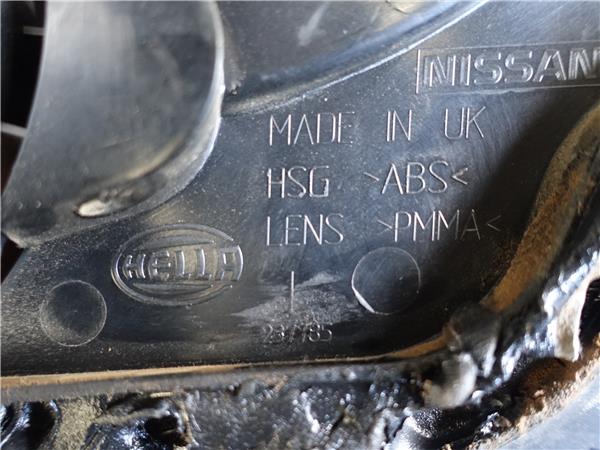 NISSAN
MADE IN UK
HSG >ABS<
LENS >PMMA<
HELLA